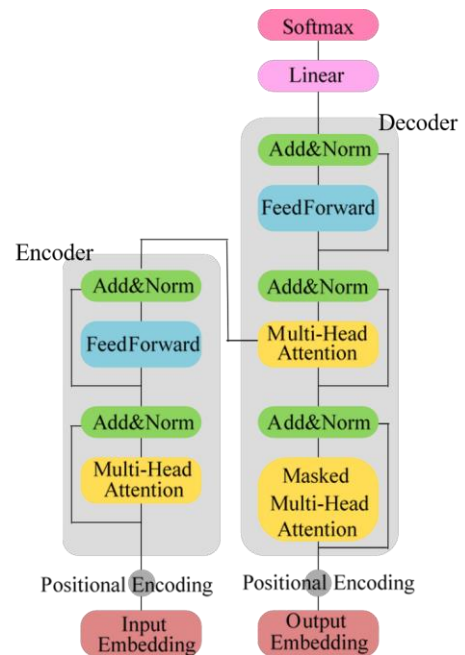 Softmax
Linear
Decoder
Add&Norm
FeedForward
Add&Norm
Multi-Head
Attention
Add&Norm
Masked
Multi-Head
Attention
Positional Encoding
Output
Embedding
Encoder
Add&Norm
FeedForward
Add&Norm
Multi-Head
Attention
Positional Encoding
Input
Embedding